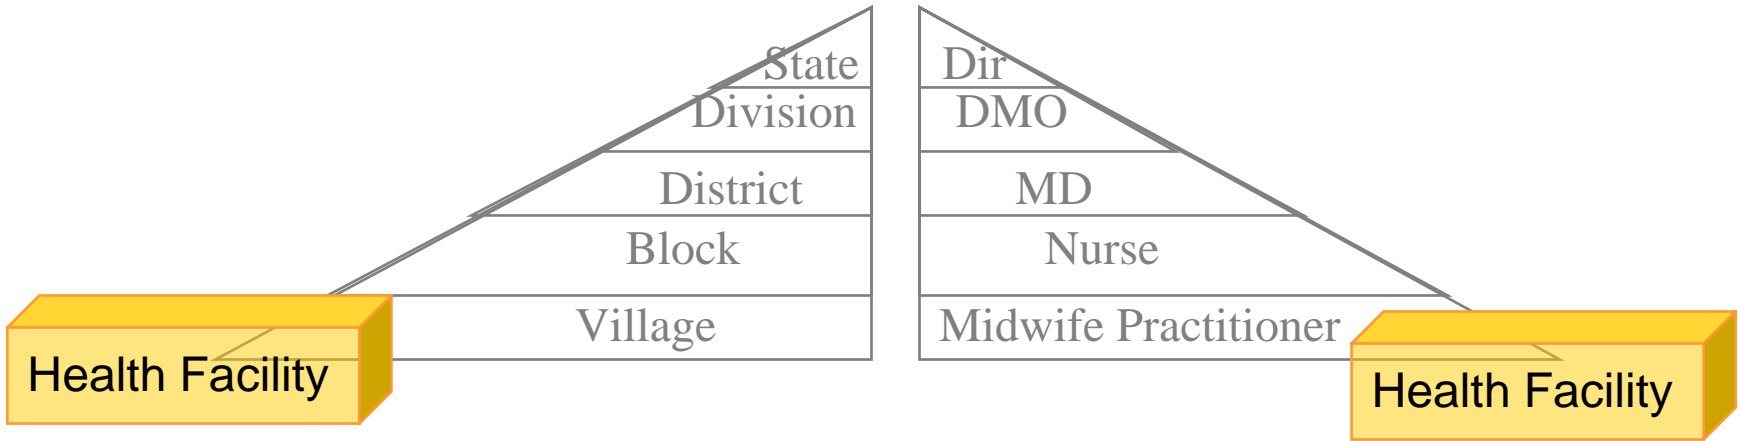 State
Division
District
Block
Village
Health Facility
Dir
DMO
MD
Nurse
Midwife Practitioner
Health Facility